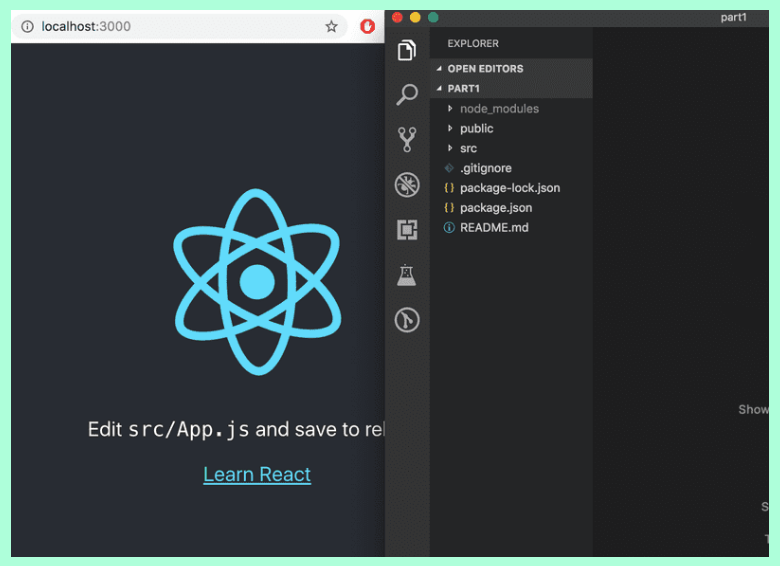 localhost:3000
Edit src/App.js and save to rel
Learn React
part1
EXPLORER
OPEN EDITORS
PART1
node_modules
public
src
.gitignore
{ } package-lock.json
{ } package.json
README.md
Show
S
T